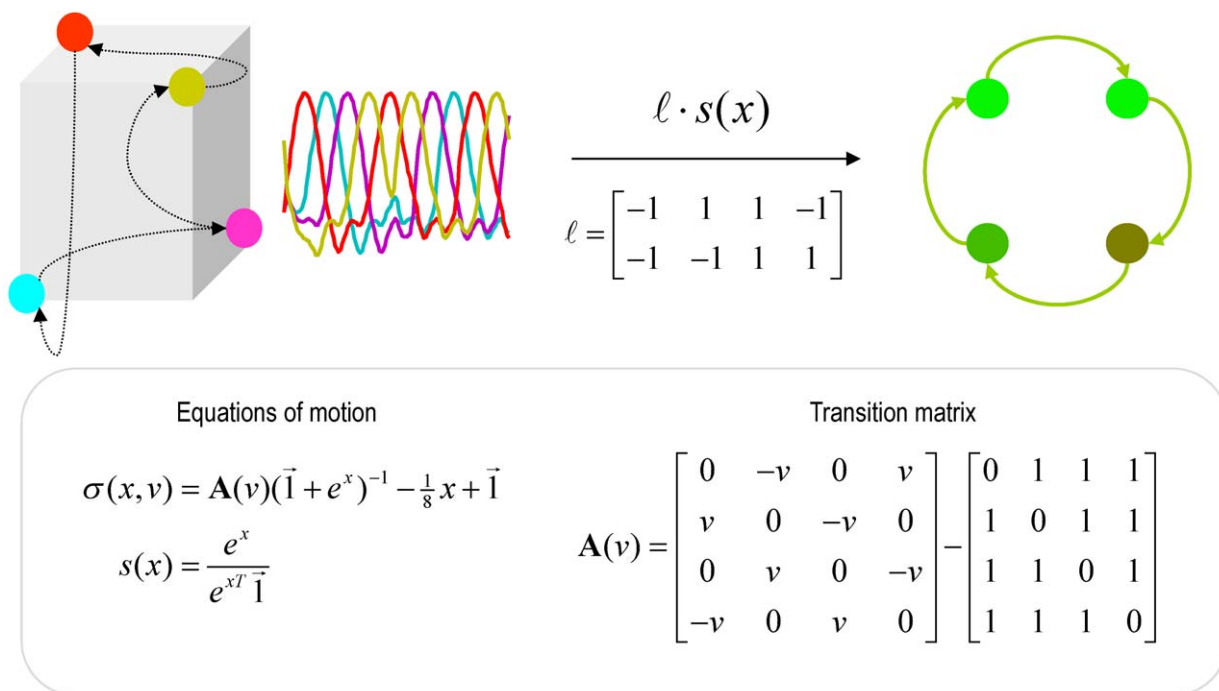 ℓ · s(x)
ℓ = [ −1 1 1 −1
−1 −1 1 1 ]
Equations of motion
σ(x, v) = A(v)(1⃗ + e^x)^−1 − 1/8 x + 1⃗
s(x) = e^x / e^xT 1⃗
Transition matrix
A(v) = [ 0 −v 0 v
v 0 −v 0
0 v 0 −v
−v 0 v 0 ] − [ 0 1 1 1
1 0 1 1
1 1 0 1
1 1 1 0 ]